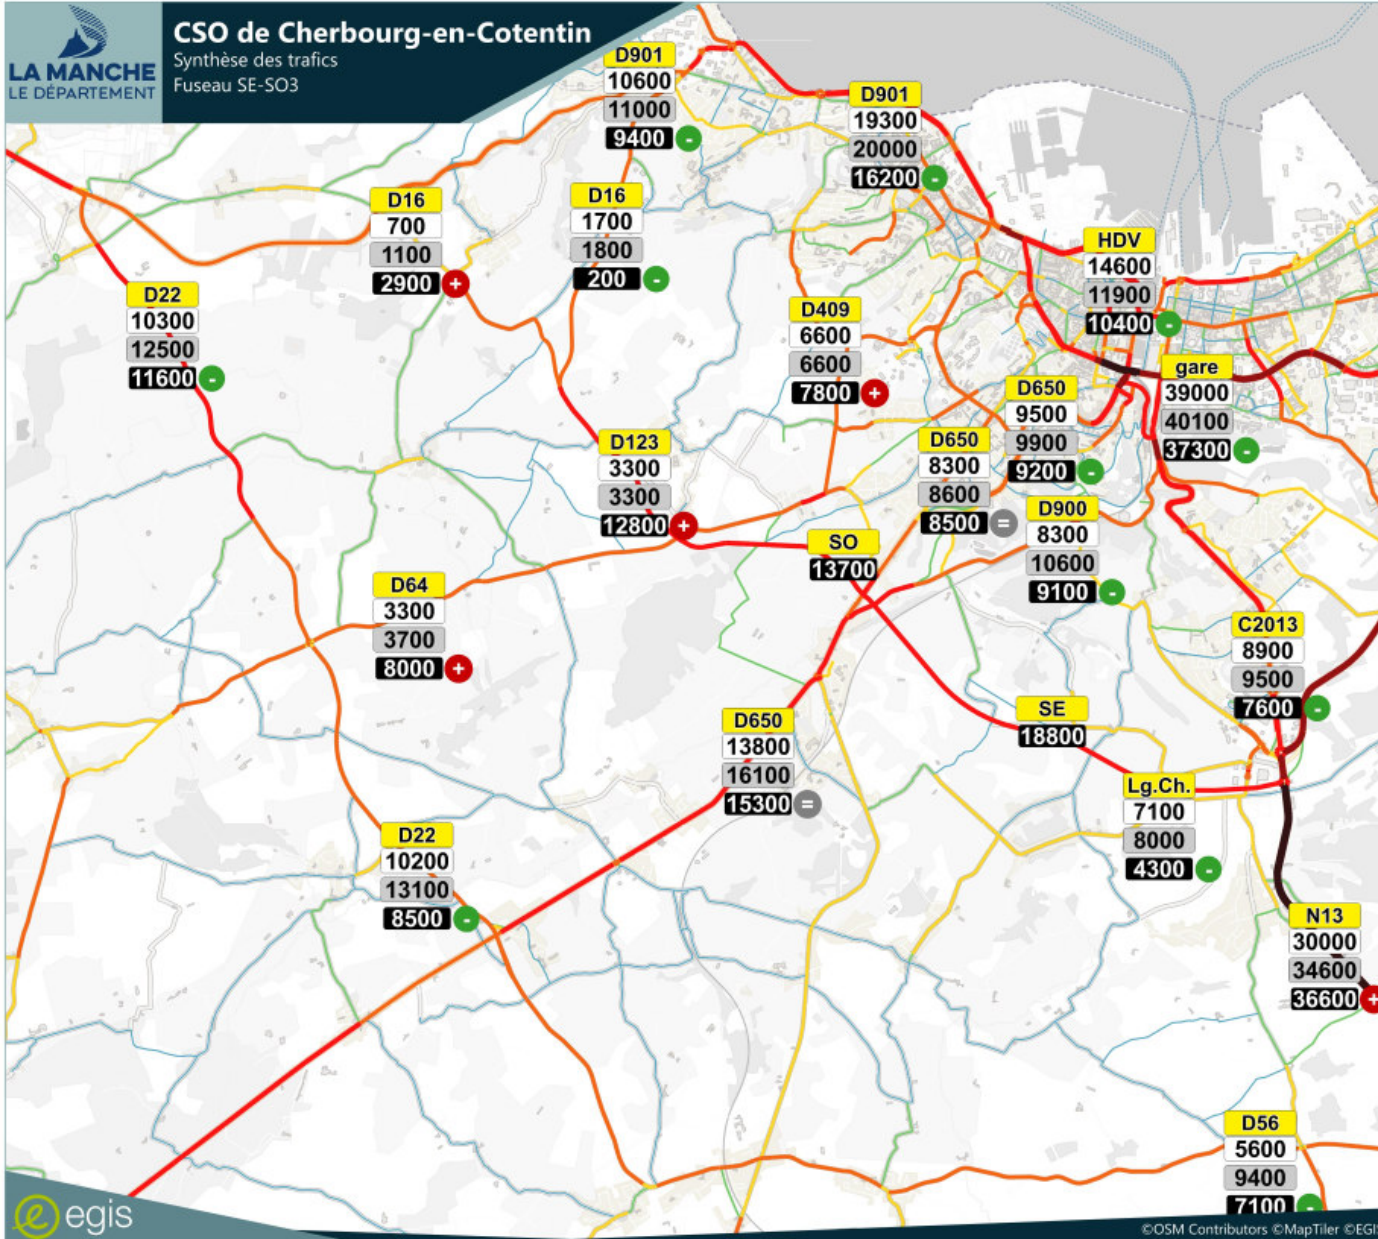 LA MANCHE
LE DÉPARTEMENT
CSO de Cherbourg-en-Cotentin
Synthèse des trafics
Fuseau SE-SO3
D901
10600
11000
9400 -
D901
19300
20000
16200 -
D16
700
1100
2900 +
D16
1700
1800
200 -
HDV
14600
11900
10400 -
D22
10300
12500
11600 -
D409
6600
6600
7800 +
gare
39000
40100
37300 -
D650
9500
9900
9200 -
D123
3300
3300
12800 +
D650
8300
8600
8500 =
D900
8300
10600
9100 -
SO
13700
D64
3300
3700
8000 +
C2013
8900
9500
7600 -
SE
18800
D650
13800
16100
15300 =
Lg.Ch.
7100
8000
4300 -
D22
10200
13100
8500 -
N13
30000
34600
36600 +
D56
5600
9400
7100 -
egis
©OSM Contributors ©MapTiler ©EGIS